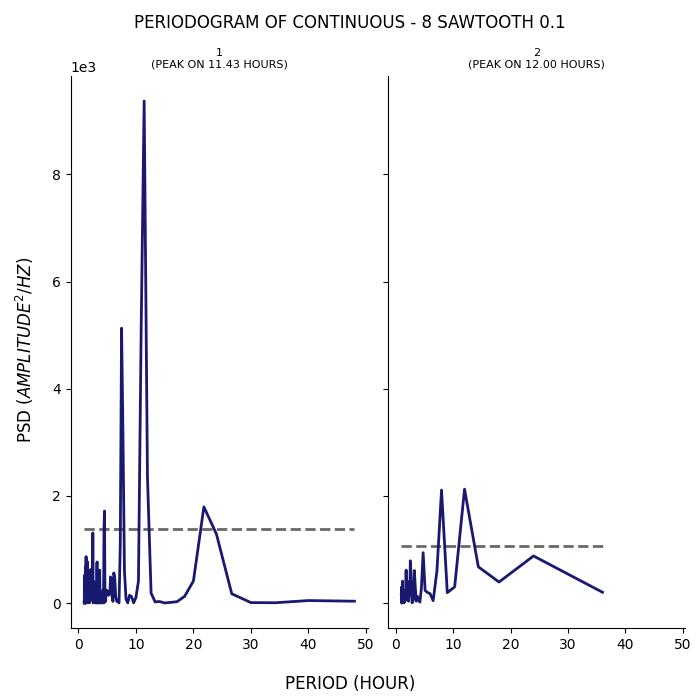 PERIODOGRAM OF CONTINUOUS - 8 SAWTOOTH 0.1
1
(PEAK ON 11.43 HOURS)
2
(PEAK ON 12.00 HOURS)
1e3
8
6
4
2
0
PSD (AMPLITUDE²/HZ)
0 10 20 30 40 50
0 10 20 30 40 50
PERIOD (HOUR)